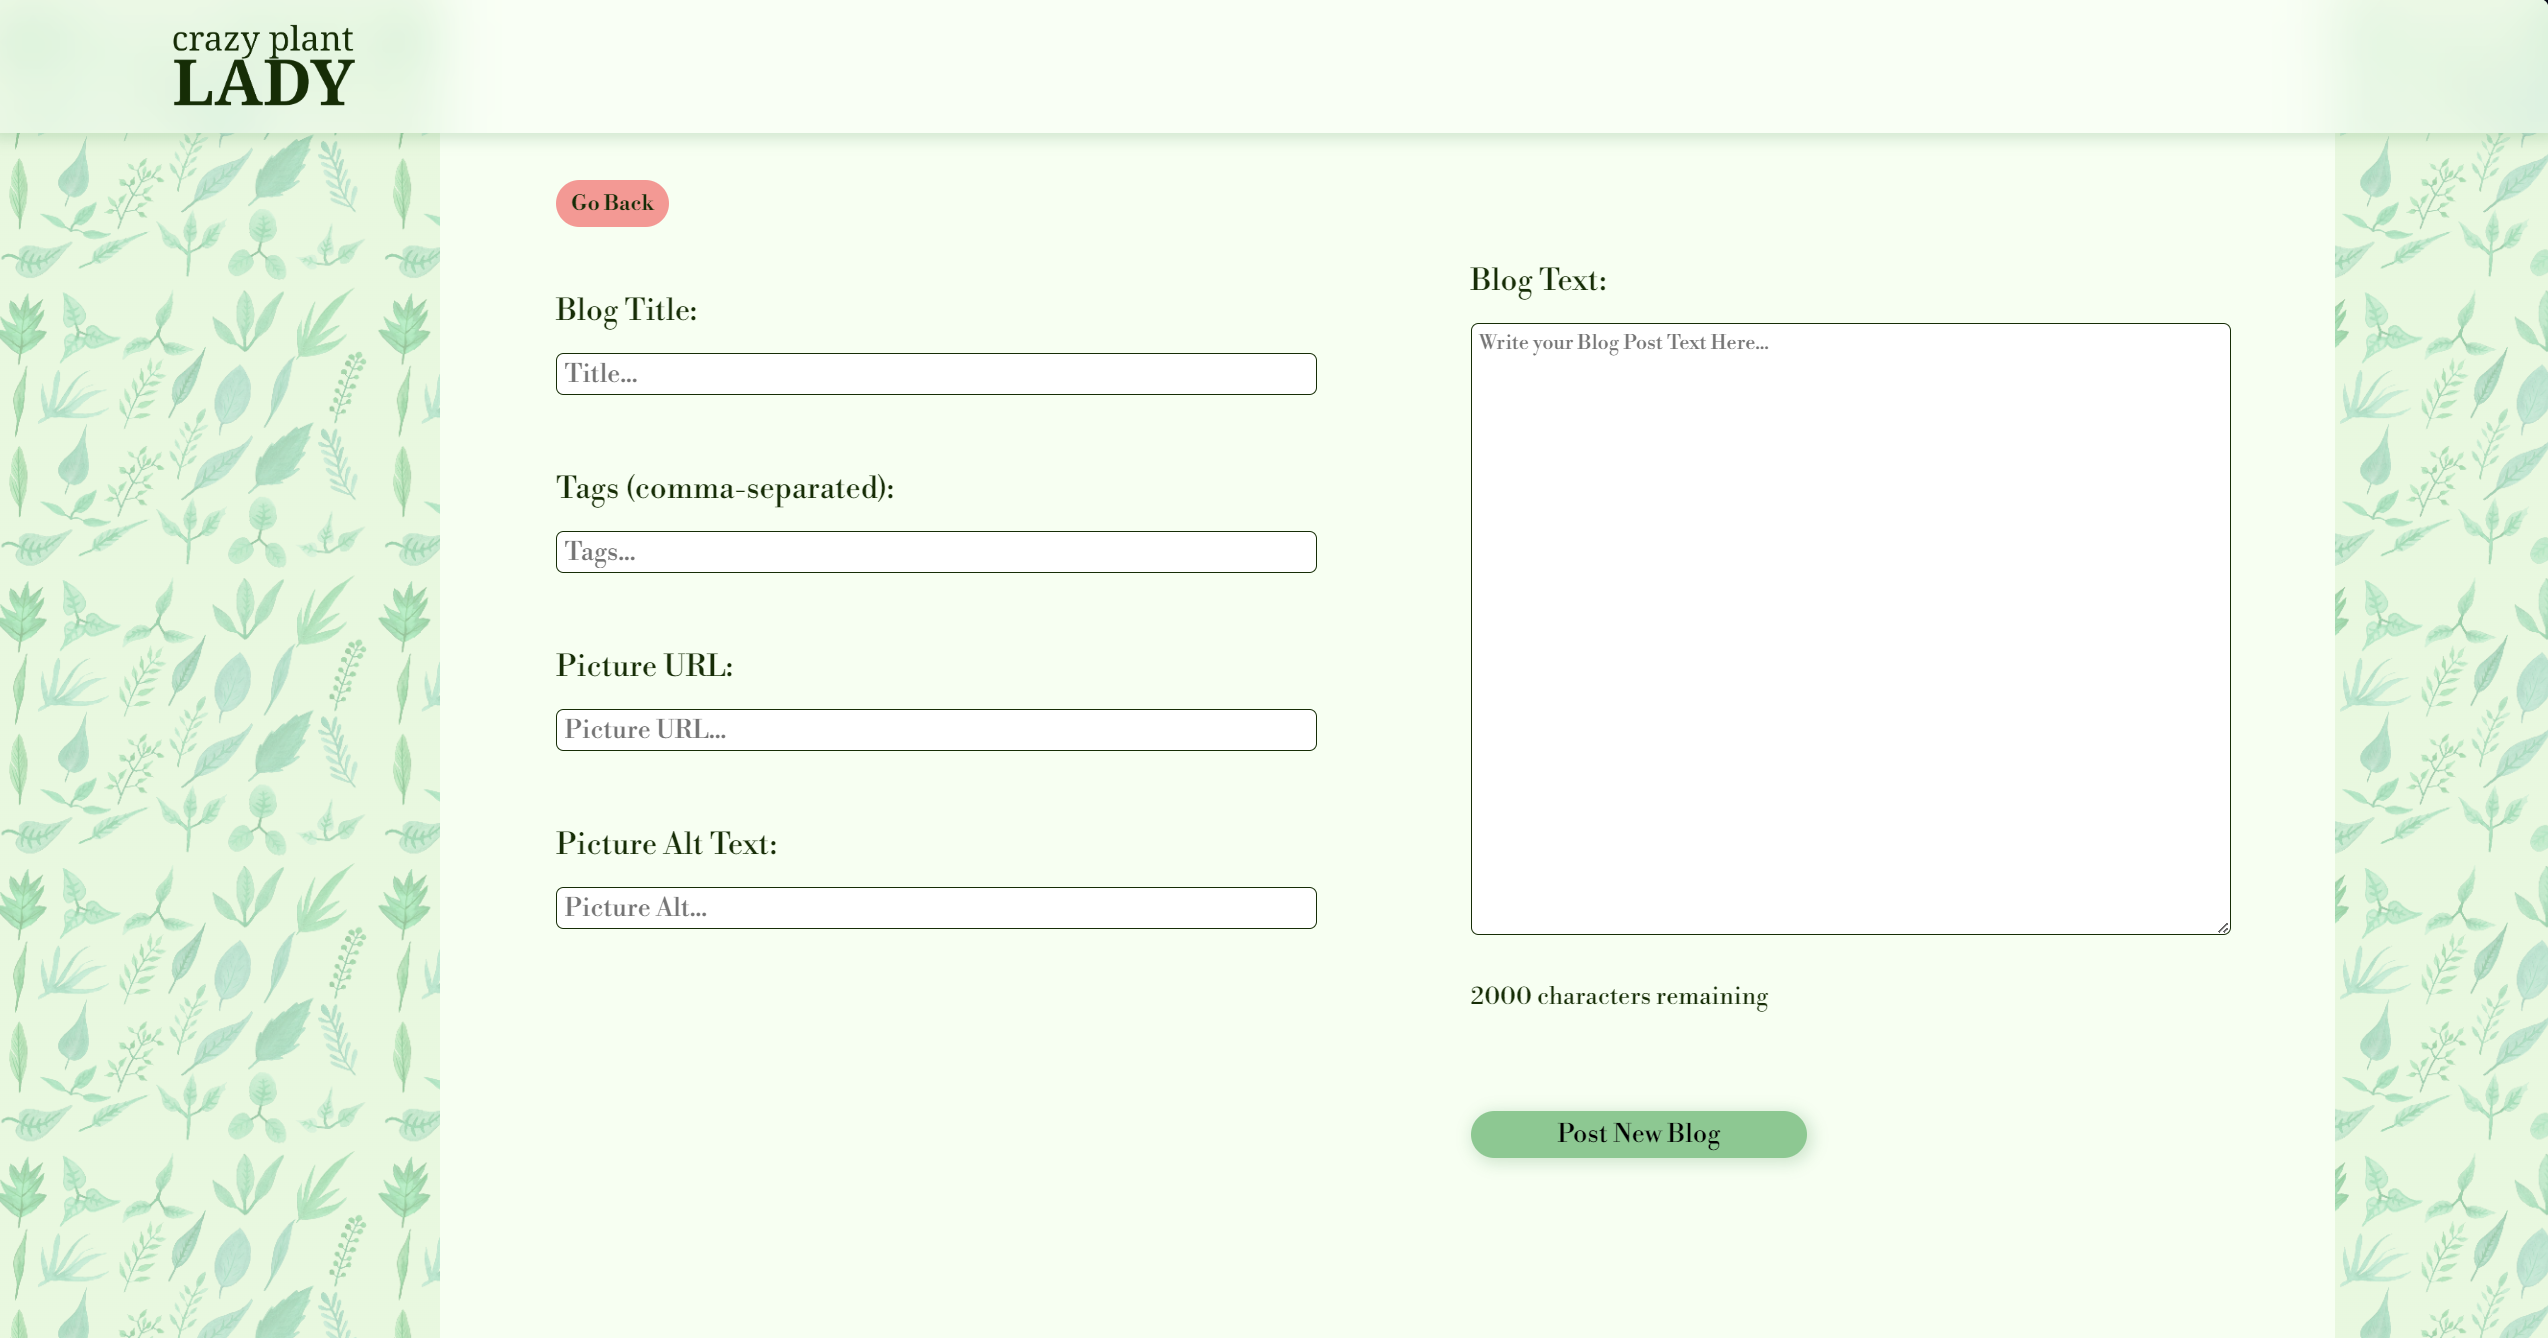 crazy plant
LADY
Go Back
Blog Title:
Title...
Tags (comma-separated):
Tags...
Picture URL:
Picture URL...
Picture Alt Text:
Picture Alt...
Blog Text:
Write your Blog Post Text Here...
2000 characters remaining
Post New Blog